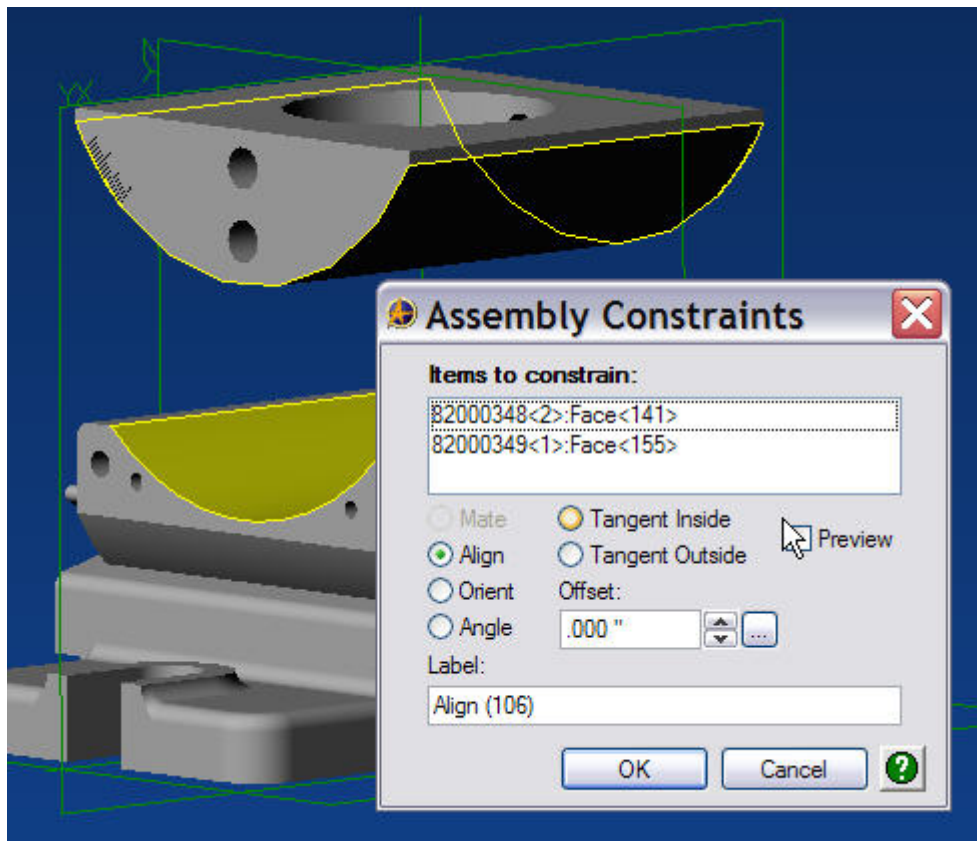 YX
Assembly Constraints
Items to constrain:
82000348<2>:Face<141>
82000349<1>:Face<155>
Mate
Tangent Inside
Preview
Align
Tangent Outside
Orient
Offset:
Angle
.000 "
...
Label:
Align (106)
OK
Cancel
?